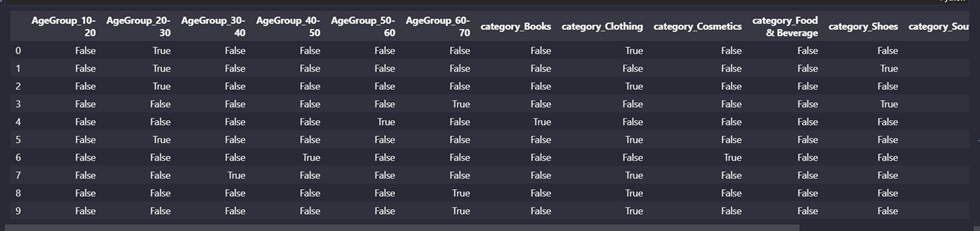 AgeGroup_10-20 AgeGroup_20-30 AgeGroup_30-40 AgeGroup_40-50 AgeGroup_50-60 AgeGroup_60-70 category_Books category_Clothing category_Cosmetics category_Food & Beverage category_Shoes category_Sou
0 False True False False False False False True False False False
1 False True False False False False False False False False True
2 False True False False False False False True False False False
3 False False False False False True False False False False True
4 False False False False True False True False False False False
5 False True False False False False False True False False False
6 False False False True False False False False True False False
7 False False True False False False False True False False False
8 False False False False False True False True False False False
9 False False False False False True False True False False False